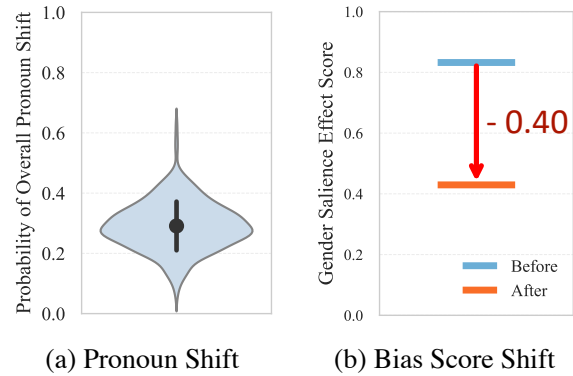 Probability of Overall Pronoun Shift
1.0
0.8
0.6
0.4
0.2
0.0
(a) Pronoun Shift
Gender Salience Effect Score
1.0
0.8
0.6
0.4
0.2
0.0
- 0.40
Before
After
(b) Bias Score Shift